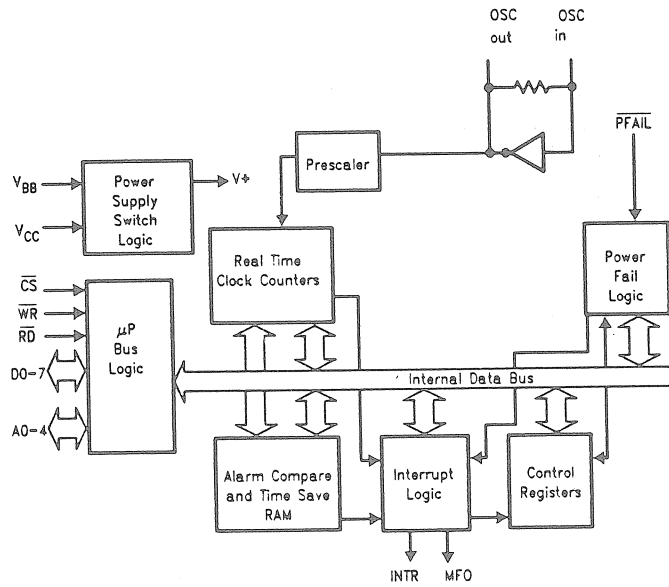 OSC OSC
out in
PFAIL
Prescaler
VBB
Power
Supply
Switch
Logic
V+
VCC
Real Time
Clock Counters
Power
Fail
Logic
CS
WR
RD
μP
Bus
Logic
D0-7
A0-4
Internal Data Bus
Alarm Compare
and Time Save
RAM
Interrupt
Logic
Control
Registers
INTR MFO